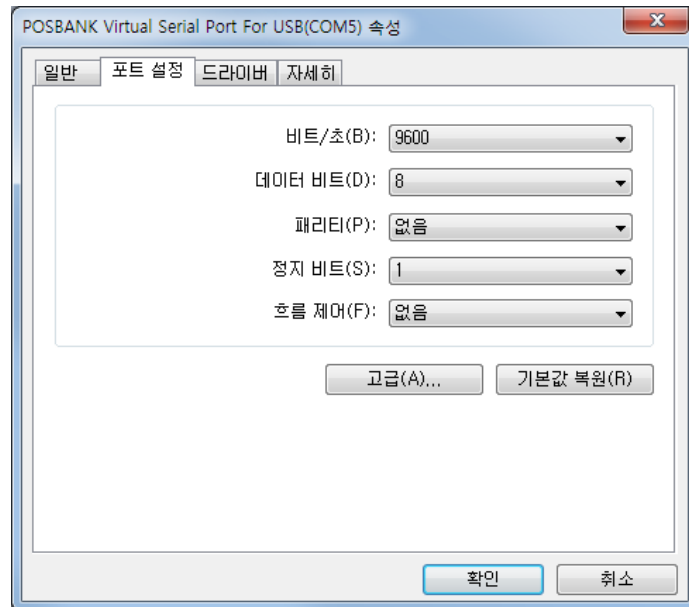 POSBANK Virtual Serial Port For USB(COM5) 속성
일반 포트 설정 드라이버 자세히
비트/초(B): 9600
데이터 비트(D): 8
패리티(P): 없음
정지 비트(S): 1
흐름 제어(F): 없음
고급(A)... 기본값 복원(R)
확인 취소